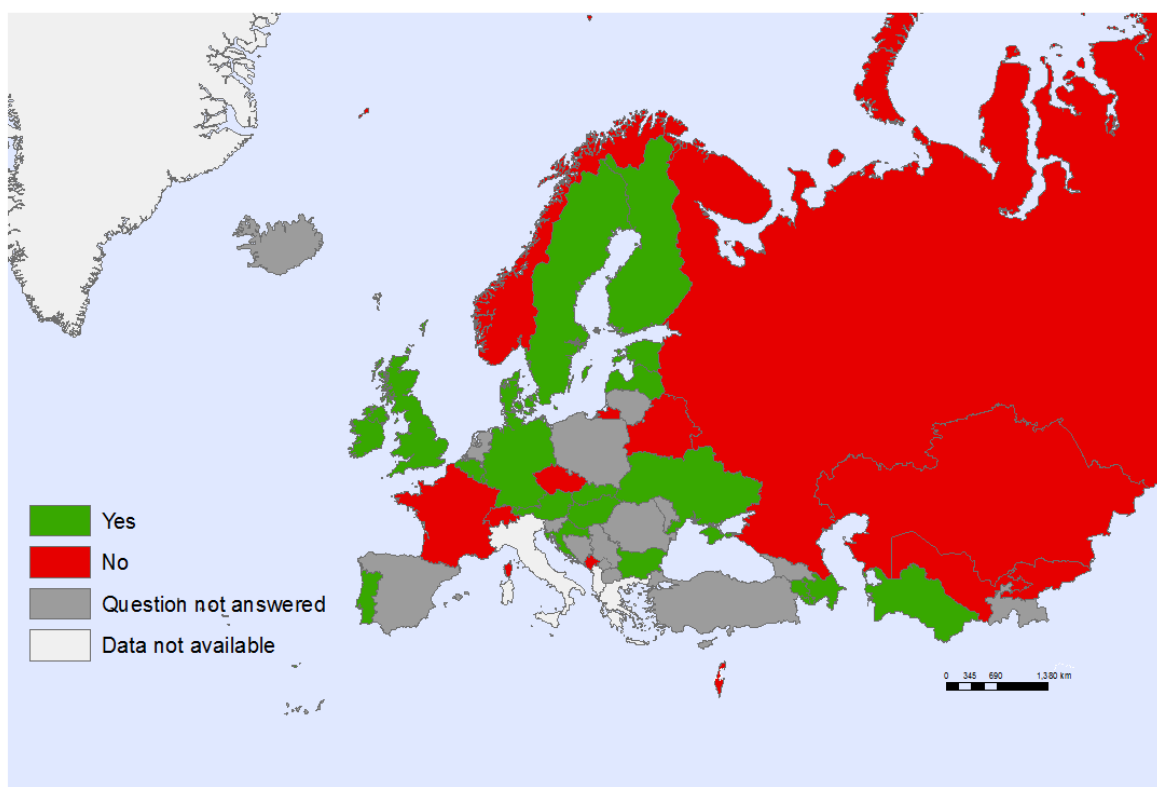 Yes
No
Question not answered
Data not available
0 345 690 1,380 km